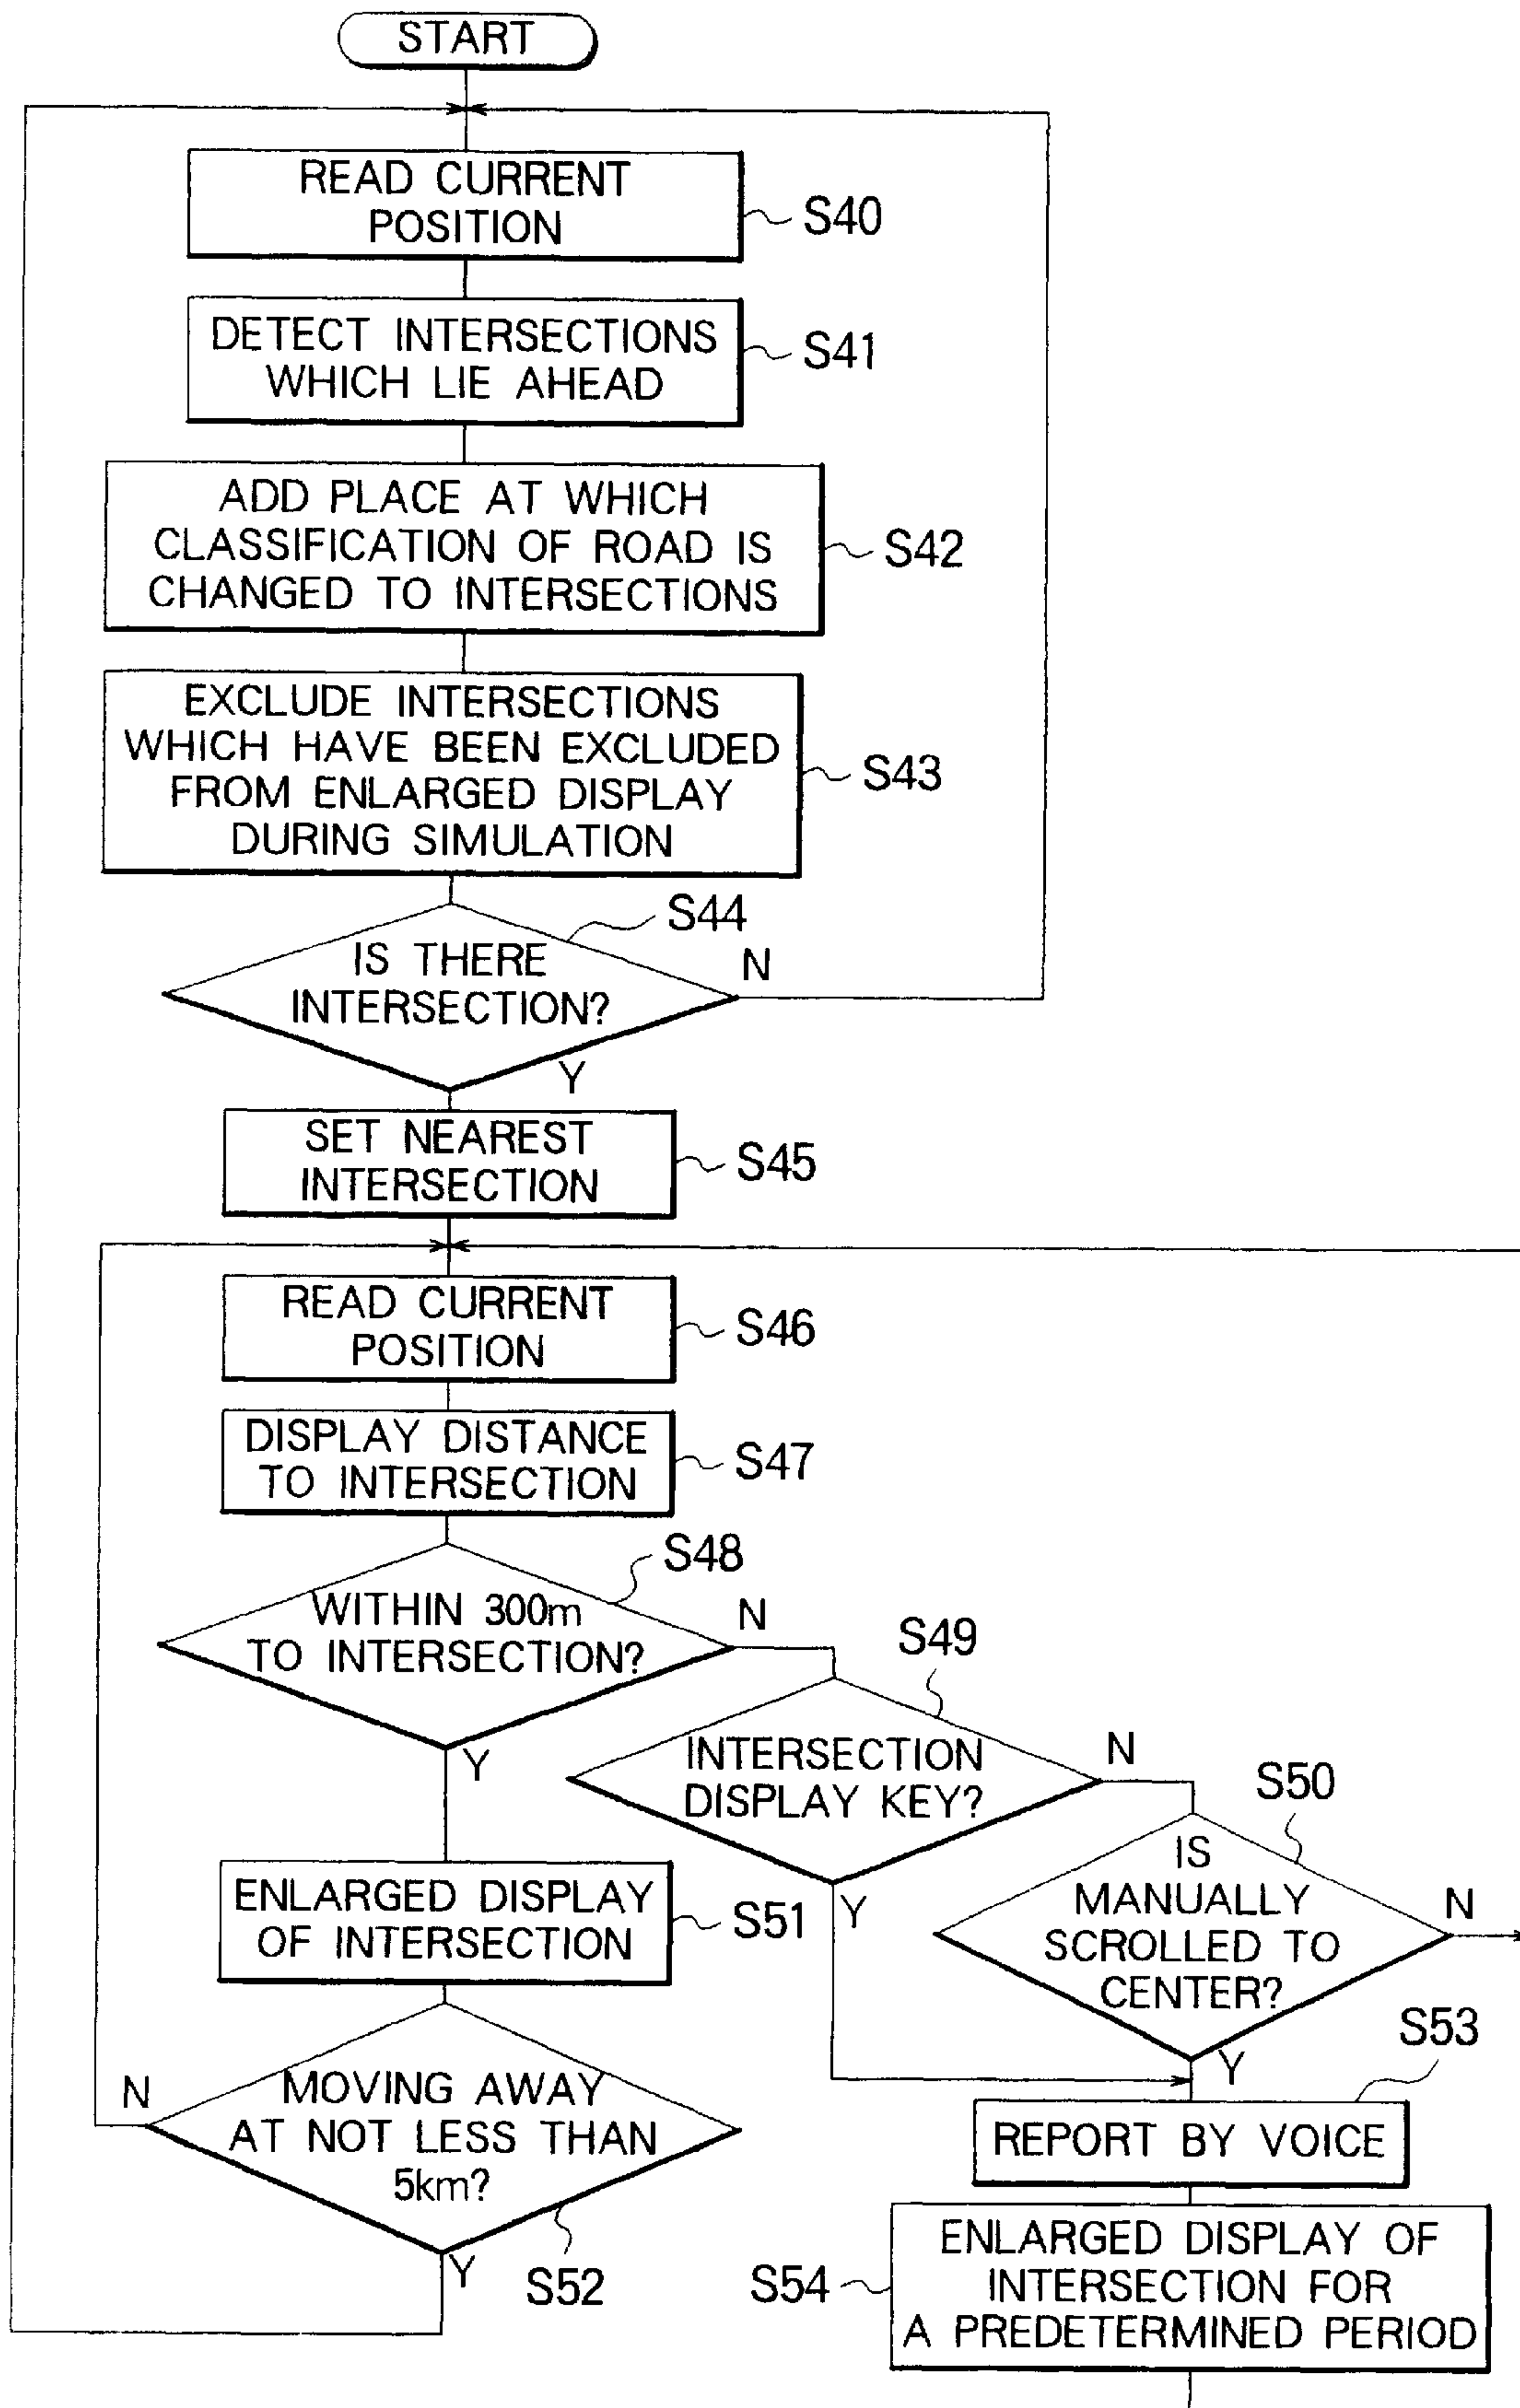 START
READ CURRENT
POSITION
S40
DETECT INTERSECTIONS
WHICH LIE AHEAD
S41
ADD PLACE AT WHICH
CLASSIFICATION OF ROAD IS
CHANGED TO INTERSECTIONS
S42
EXCLUDE INTERSECTIONS
WHICH HAVE BEEN EXCLUDED
FROM ENLARGED DISPLAY
DURING SIMULATION
S43
S44
IS THERE
INTERSECTION?
N
Y
SET NEAREST
INTERSECTION
S45
READ CURRENT
POSITION
S46
DISPLAY DISTANCE
TO INTERSECTION
S47
S48
WITHIN 300m
TO INTERSECTION?
N
Y
S49
INTERSECTION
DISPLAY KEY?
N
Y
S50
IS
MANUALLY
SCROLLED TO
CENTER?
N
Y
ENLARGED DISPLAY
OF INTERSECTION
S51
MOVING AWAY
AT NOT LESS THAN
5km?
N
Y
S52
S53
REPORT BY VOICE
ENLARGED DISPLAY OF
INTERSECTION FOR
A PREDETERMINED PERIOD
S54